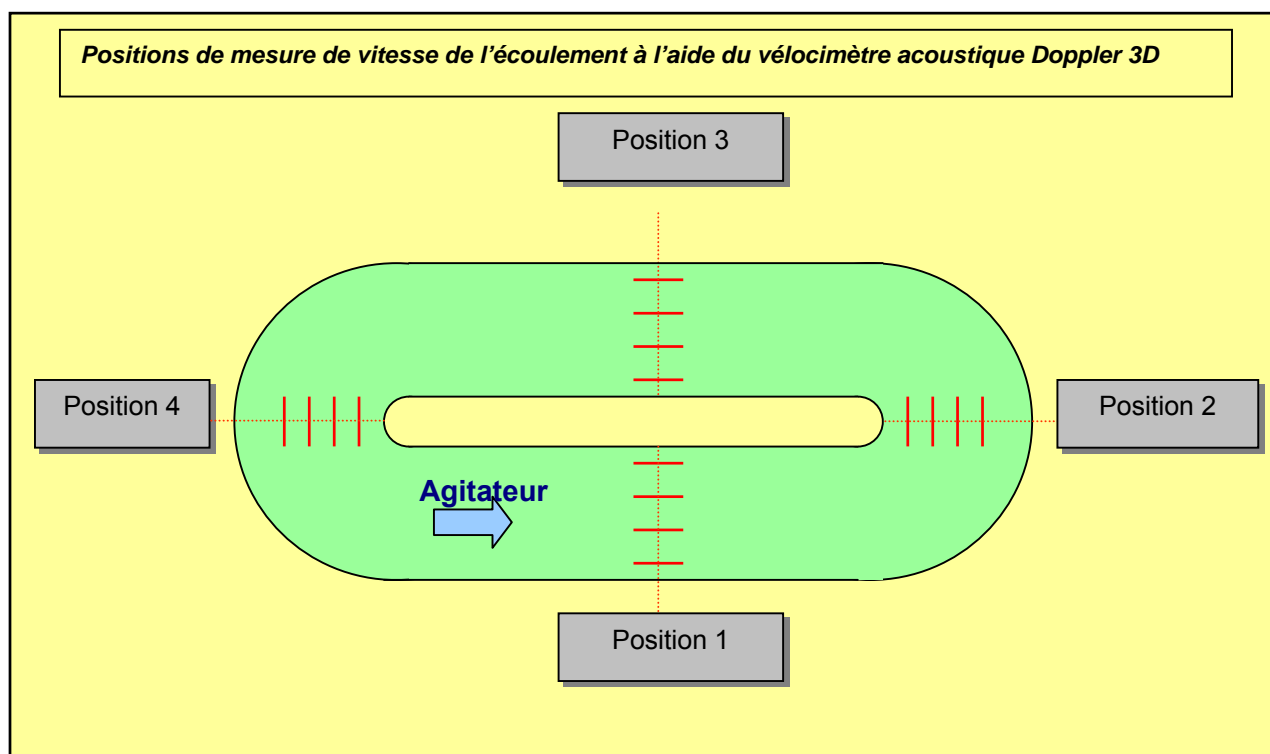 Positions de mesure de vitesse de l’écoulement à l’aide du vélocimètre acoustique Doppler 3D
Position 3
Position 4
Position 2
Agitateur
Position 1